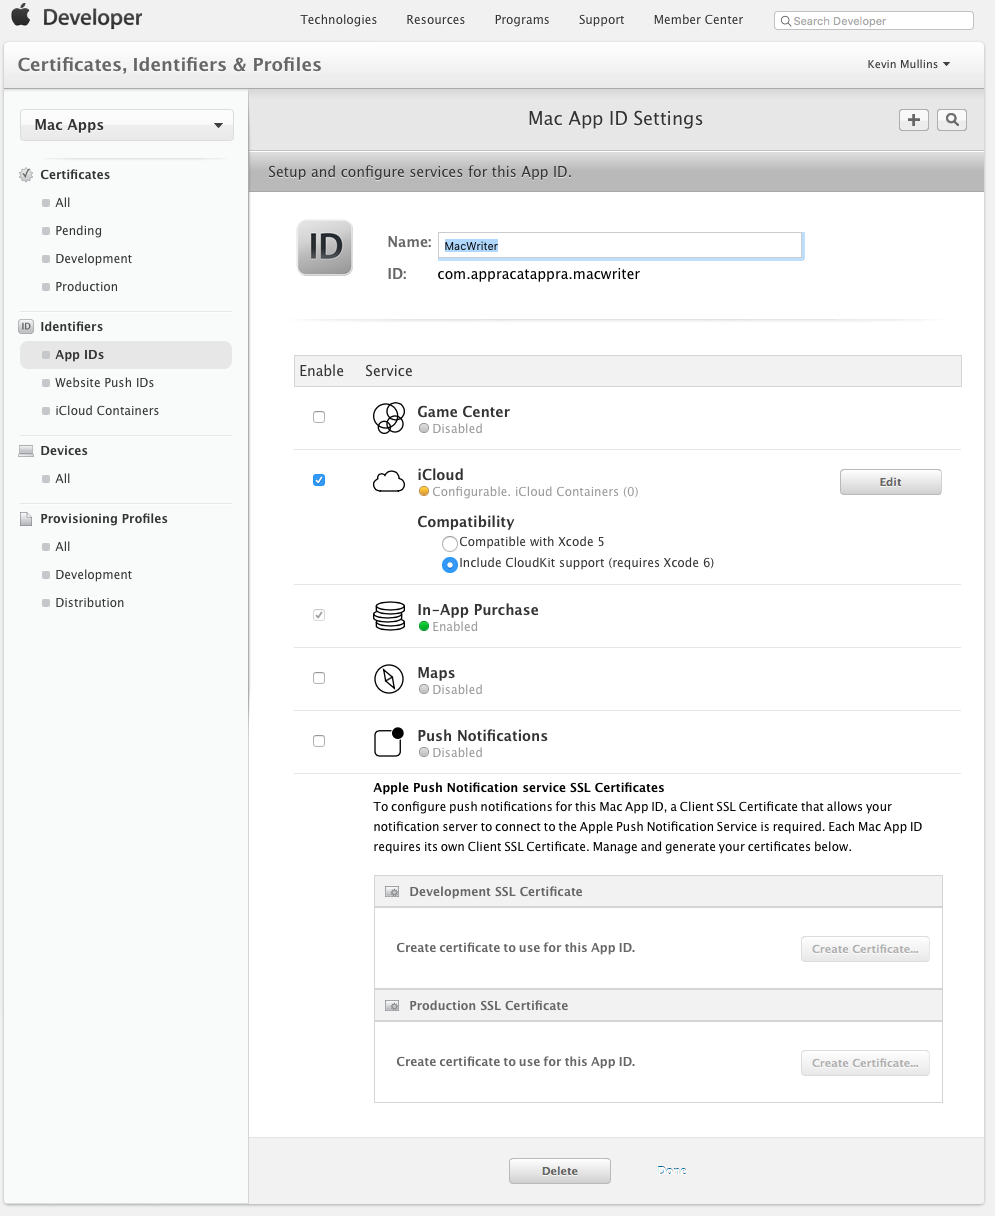 Developer
Technologies Resources Programs Support Member Center Search Developer
Certificates, Identifiers & Profiles
Kevin Mullins
Mac Apps
Certificates
All
Pending
Development
Production
ID Identifiers
App IDs
Website Push IDs
iCloud Containers
Devices
All
Provisioning Profiles
All
Development
Distribution
Mac App ID Settings
Setup and configure services for this App ID.
ID
Name: MacWriter
ID: com.appracatappra.macwriter
Enable Service
Game Center
Disabled
iCloud
Configurable. iCloud Containers (0)
Edit
Compatibility
Compatible with Xcode 5
Include CloudKit support (requires Xcode 6)
In-App Purchase
Enabled
Maps
Disabled
Push Notifications
Disabled
Apple Push Notification service SSL Certificates
To configure push notifications for this Mac App ID, a Client SSL Certificate that allows your
notification server to connect to the Apple Push Notification Service is required. Each Mac App ID
requires its own Client SSL Certificate. Manage and generate your certificates below.
Development SSL Certificate
Create certificate to use for this App ID. Create Certificate...
Production SSL Certificate
Create certificate to use for this App ID. Create Certificate...
Delete Done